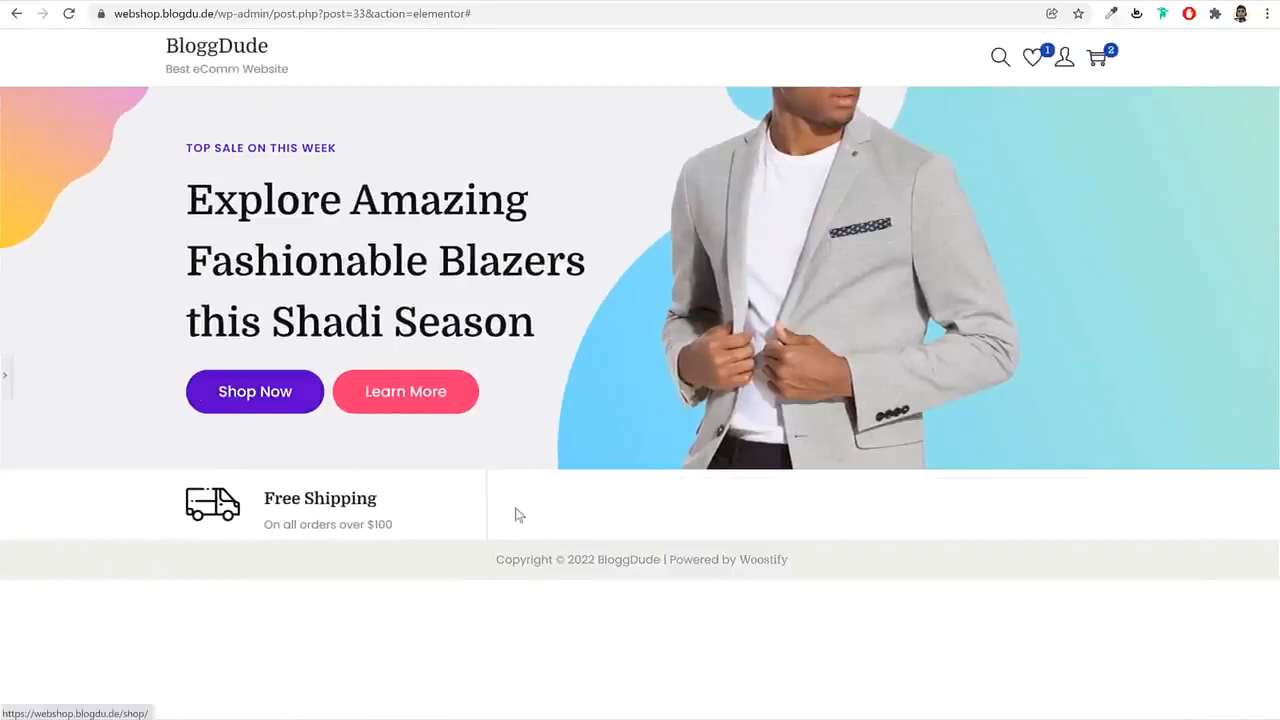 webshop.blogdu.de/wp-admin/post.php?post=33&action=elementor#
BloggDude
Best eComm Website
1
2
TOP SALE ON THIS WEEK
Explore Amazing
Fashionable Blazers
this Shadi Season
Shop Now
Learn More
Free Shipping
On all orders over $100
Copyright © 2022 BloggDude | Powered by Woostify
https://webshop.blogdu.de/shop/